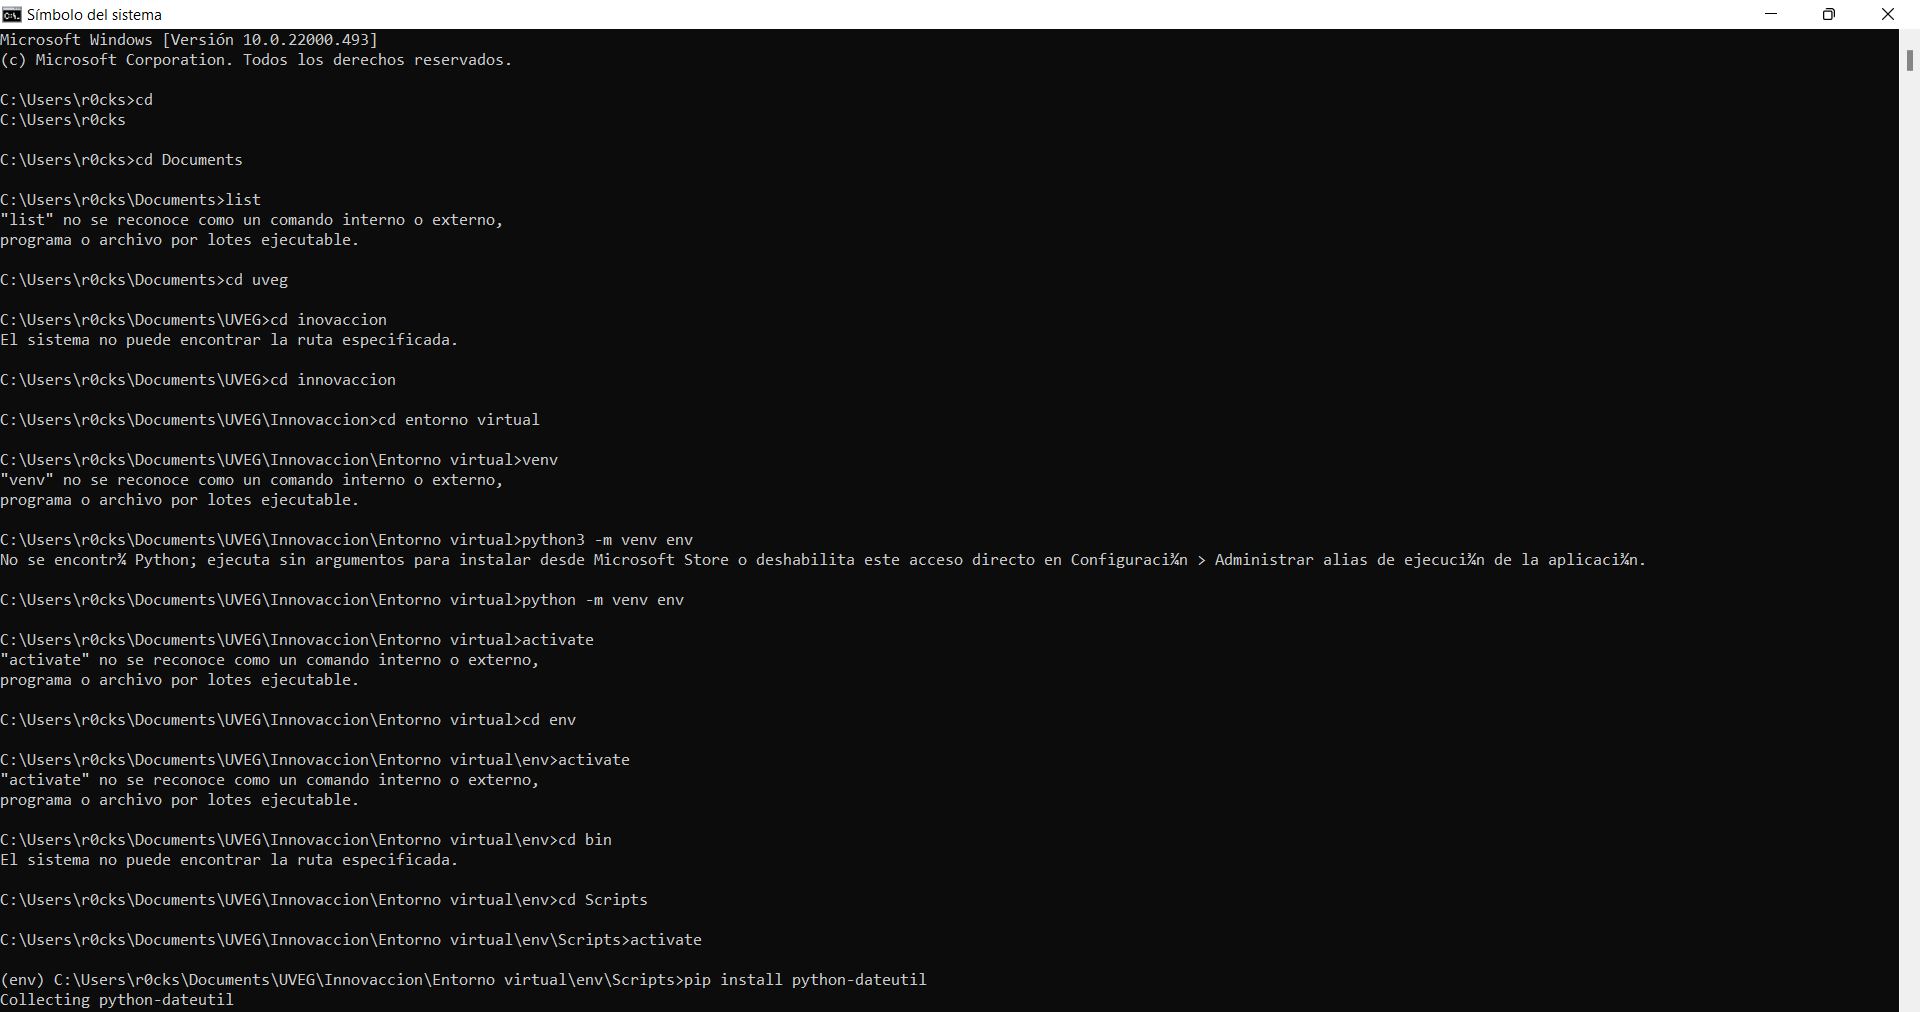 Símbolo del sistema
Microsoft Windows [Versión 10.0.22000.493]
(c) Microsoft Corporation. Todos los derechos reservados.
C:\Users\r0cks>cd
C:\Users\r0cks
C:\Users\r0cks>cd Documents
C:\Users\r0cks\Documents>list
"list" no se reconoce como un comando interno o externo,
programa o archivo por lotes ejecutable.
C:\Users\r0cks\Documents>cd uveg
C:\Users\r0cks\Documents\UVEG>cd inovaccion
El sistema no puede encontrar la ruta especificada.
C:\Users\r0cks\Documents\UVEG>cd innovaccion
C:\Users\r0cks\Documents\UVEG\Innovaccion>cd entorno virtual
C:\Users\r0cks\Documents\UVEG\Innovaccion\Entorno virtual>venv
"venv" no se reconoce como un comando interno o externo,
programa o archivo por lotes ejecutable.
C:\Users\r0cks\Documents\UVEG\Innovaccion\Entorno virtual>python3 -m venv env
No se encontr¾ Python; ejecuta sin argumentos para instalar desde Microsoft Store o deshabilita este acceso directo en Configuraci¾n > Administrar alias de ejecuci¾n de la aplicaci¾n.
C:\Users\r0cks\Documents\UVEG\Innovaccion\Entorno virtual>python -m venv env
C:\Users\r0cks\Documents\UVEG\Innovaccion\Entorno virtual>activate
"activate" no se reconoce como un comando interno o externo,
programa o archivo por lotes ejecutable.
C:\Users\r0cks\Documents\UVEG\Innovaccion\Entorno virtual>cd env
C:\Users\r0cks\Documents\UVEG\Innovaccion\Entorno virtual\env>activate
"activate" no se reconoce como un comando interno o externo,
programa o archivo por lotes ejecutable.
C:\Users\r0cks\Documents\UVEG\Innovaccion\Entorno virtual\env>cd bin
El sistema no puede encontrar la ruta especificada.
C:\Users\r0cks\Documents\UVEG\Innovaccion\Entorno virtual\env>cd Scripts
C:\Users\r0cks\Documents\UVEG\Innovaccion\Entorno virtual\env\Scripts>activate
(env) C:\Users\r0cks\Documents\UVEG\Innovaccion\Entorno virtual\env\Scripts>pip install python-dateutil
Collecting python-dateutil